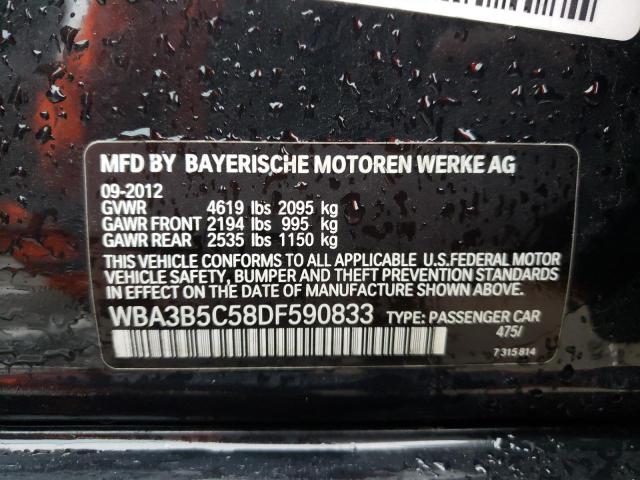 MFD BY BAYERISCHE MOTOREN WERKE AG
09-2012
GVWR 4619 lbs 2095 kg
GAWR FRONT 2194 lbs 995 kg
GAWR REAR 2535 lbs 1150 kg
THIS VEHICLE CONFORMS TO ALL APPLICABLE U.S.FEDERAL MOTOR
VEHICLE SAFETY, BUMPER AND THEFT PREVENTION STANDARDS
IN EFFECT ON THE DATE OF MANUFACTURE SHOWN ABOVE.
WBA3B5C58DF590833 TYPE: PASSENGER CAR
475/
7 315 814